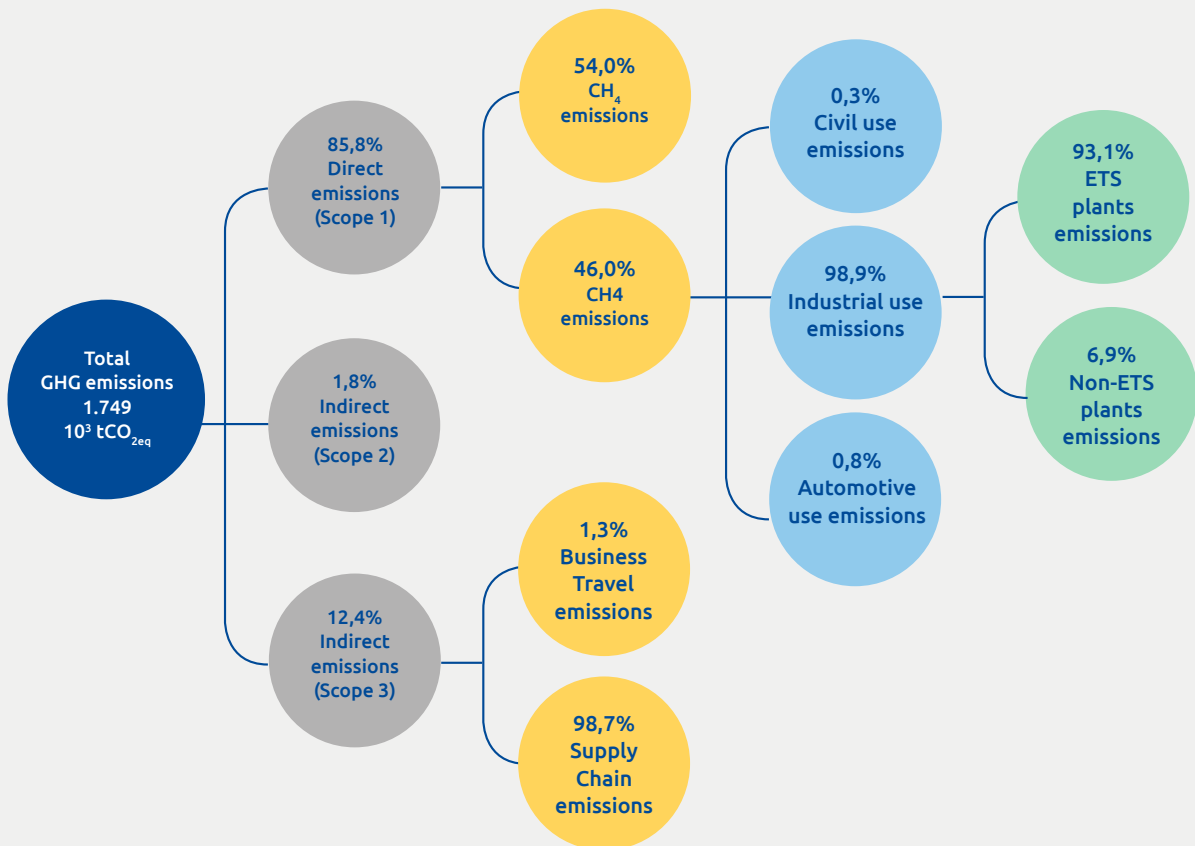 Total
GHG emissions
1.749
10³ tCO₂eq
85,8%
Direct
emissions
(Scope 1)
1,8%
Indirect
emissions
(Scope 2)
12,4%
Indirect
emissions
(Scope 3)
54,0%
CH₄
emissions
46,0%
CH4
emissions
1,3%
Business
Travel
emissions
98,7%
Supply
Chain
emissions
0,3%
Civil use
emissions
98,9%
Industrial use
emissions
0,8%
Automotive
use emissions
93,1%
ETS
plants
emissions
6,9%
Non-ETS
plants
emissions